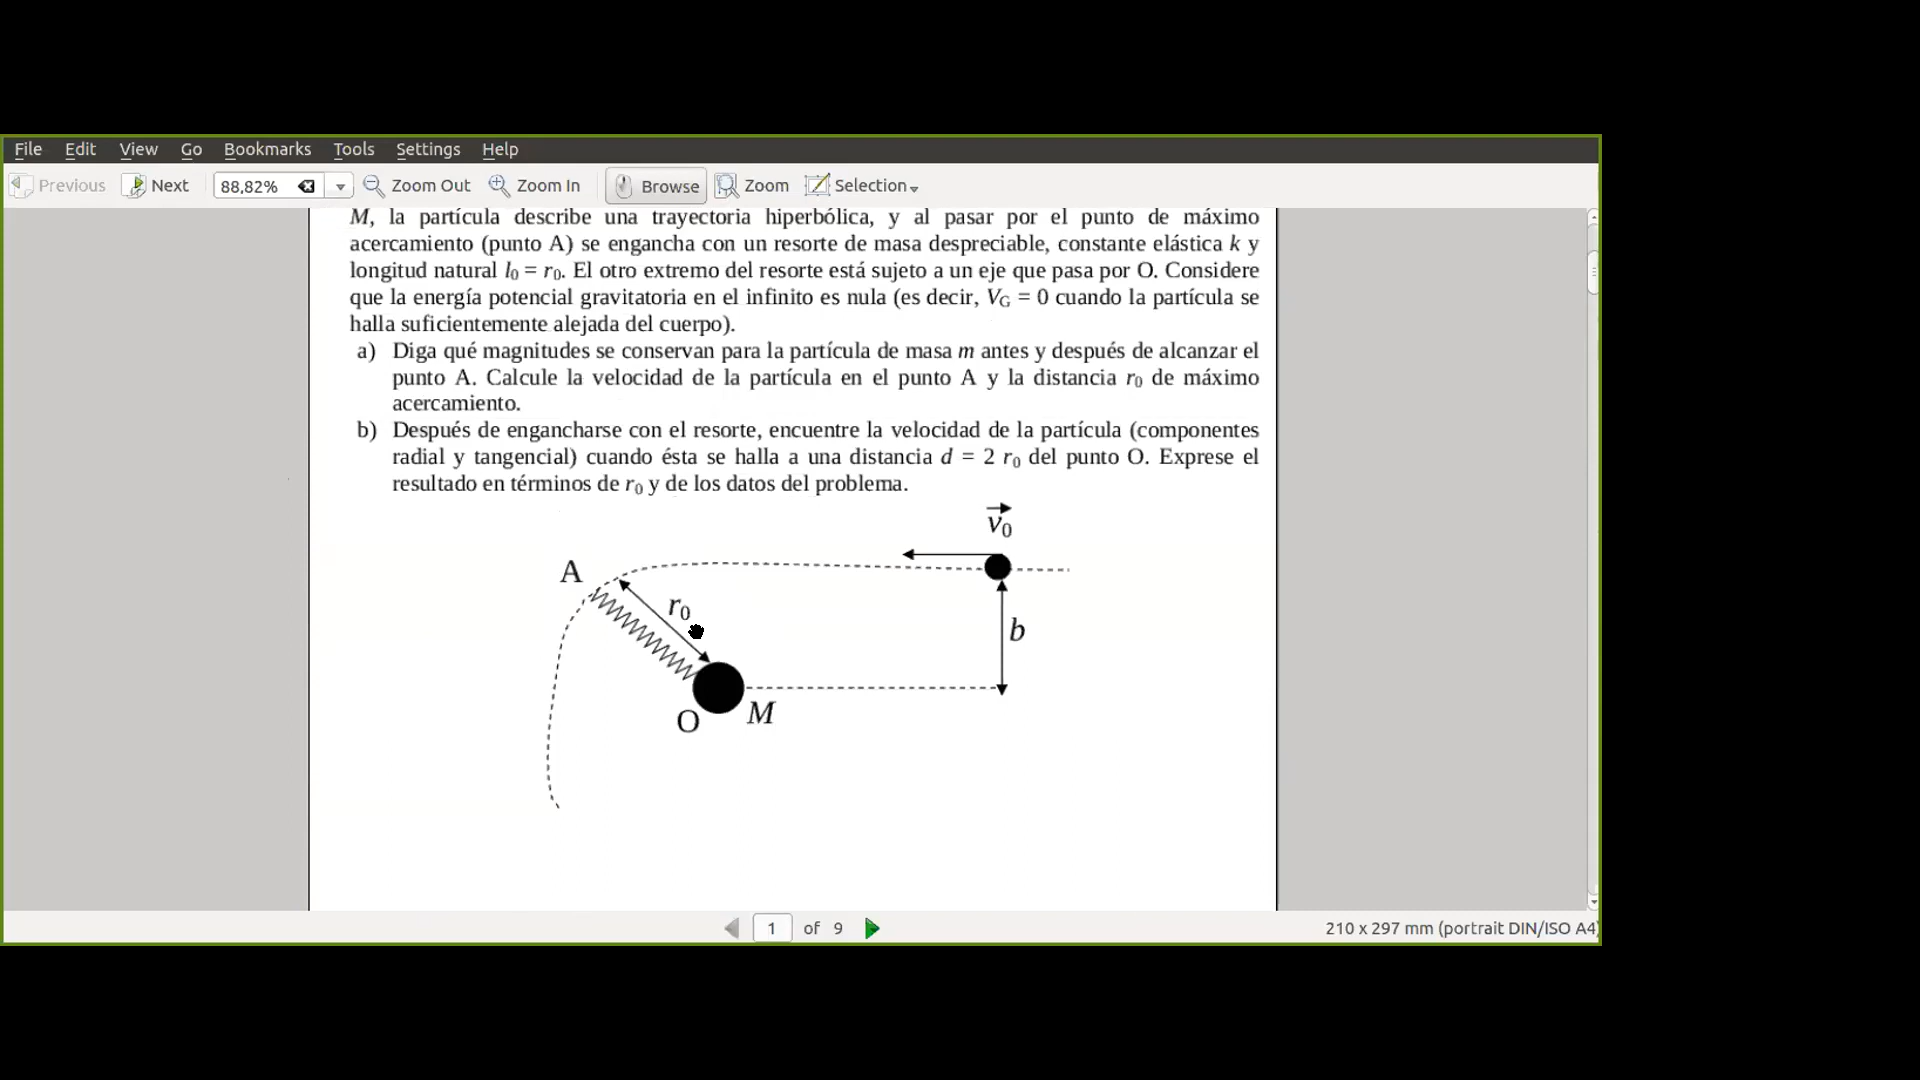 File Edit View Go Bookmarks Tools Settings Help
Previous Next 88,82% Zoom Out Zoom In Browse Zoom Selection
M, la partícula describe una trayectoria hiperbólica, y al pasar por el punto de máximo
acercamiento (punto A) se engancha con un resorte de masa despreciable, constante elástica k y
longitud natural l0 = r0. El otro extremo del resorte está sujeto a un eje que pasa por O. Considere
que la energía potencial gravitatoria en el infinito es nula (es decir, VG = 0 cuando la partícula se
halla suficientemente alejada del cuerpo).
a) Diga qué magnitudes se conservan para la partícula de masa m antes y después de alcanzar el
punto A. Calcule la velocidad de la partícula en el punto A y la distancia r0 de máximo
acercamiento.
b) Después de engancharse con el resorte, encuentre la velocidad de la partícula (componentes
radial y tangencial) cuando ésta se halla a una distancia d = 2 r0 del punto O. Exprese el
resultado en términos de r0 y de los datos del problema.
v0
A
r0
b
O M
1 of 9
210 x 297 mm (portrait DIN/ISO A4)